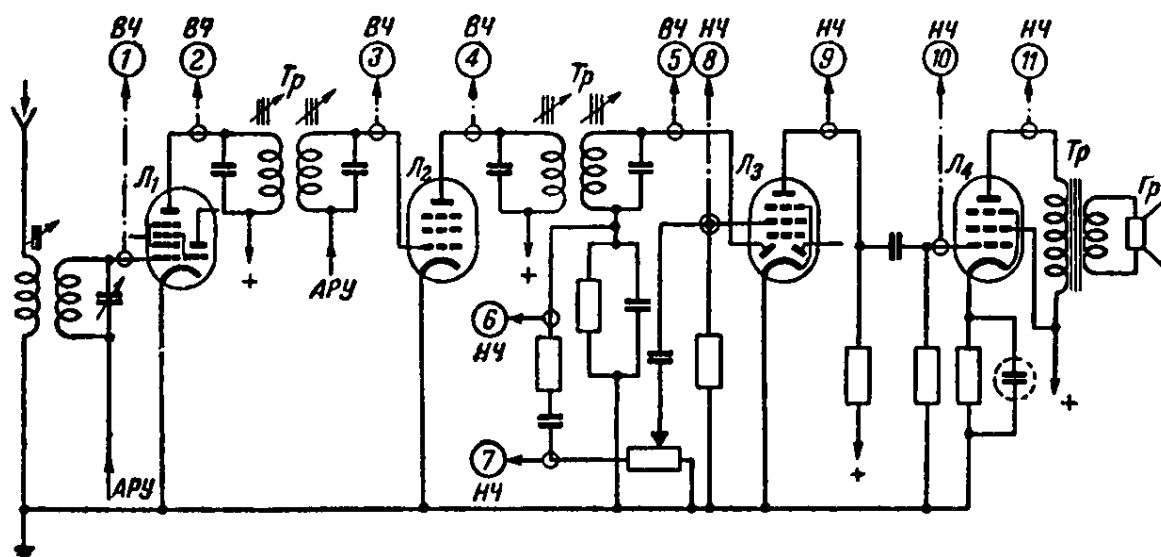 ВЧ ВЧ ВЧ ВЧ ВЧ НЧ НЧ НЧ НЧ
1 2 3 4 5 8 9 10 11
Тр Тр
Л1 Л2 Л3 Л4 Тр Гр
+ АРУ +
6
НЧ
7
НЧ
+ +
АРУ